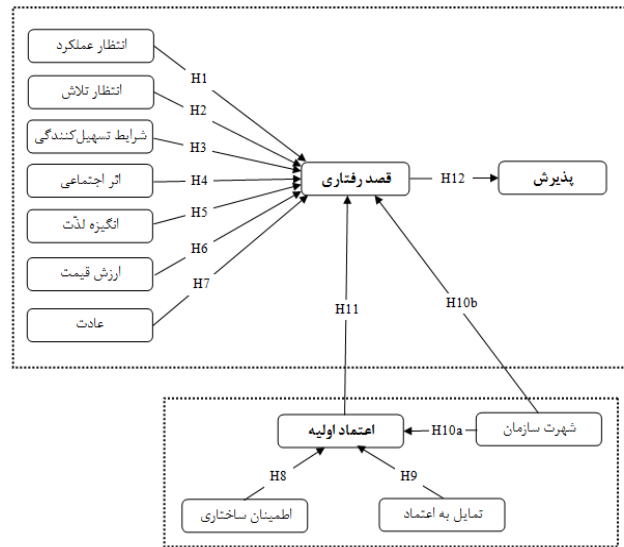 انتظار عملکرد
H1
انتظار تلاش
H2
شرایط تسهیل‌کنندگی
H3
اثر اجتماعی
H4
قصد رفتاری
H12
پذیرش
انگیزه لذّت
H5
ارزش قیمت
H6
H7
عادت
H11
H10b
اعتماد اولیه
H10a
شهرت سازمان
H8
H9
اطمینان ساختاری
تمایل به اعتماد